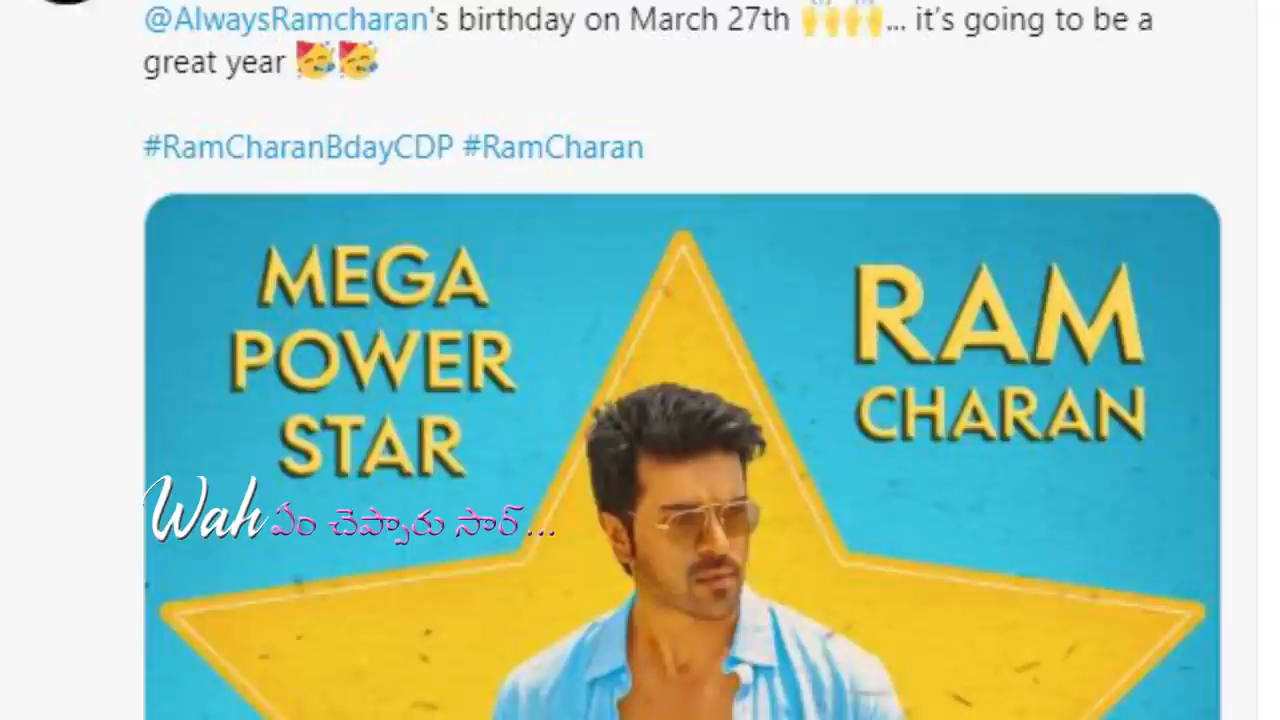 @AlwaysRamcharan's birthday on March 27th 🙌🙌... it's going to be a
great year 🥳🥳
#RamCharanBdayCDP #RamCharan
MEGA
POWER
STAR
RAM
CHARAN
Wah ఏం చెప్పారు సార్...